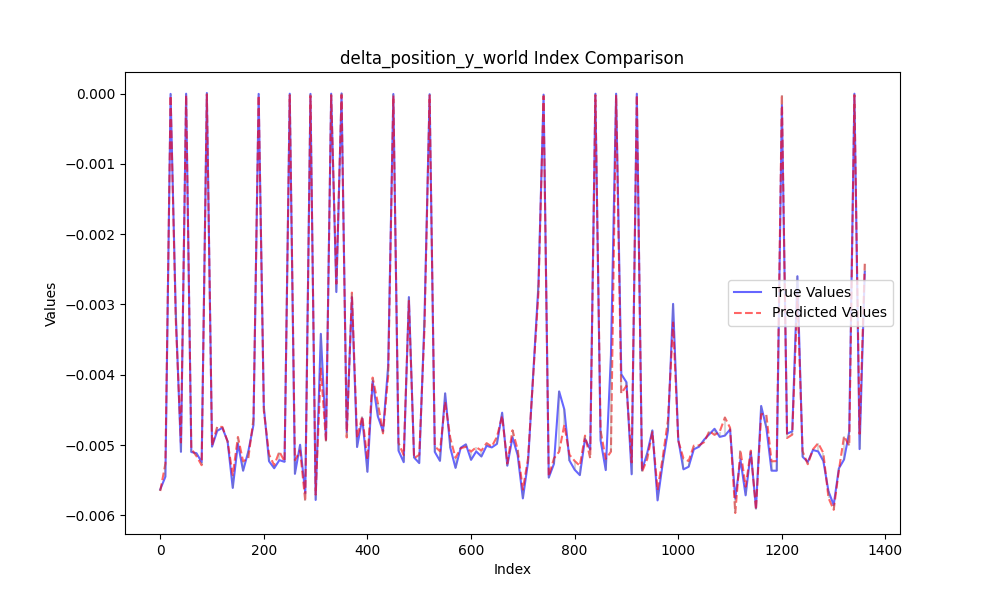 delta_position_y_world Index Comparison
0.000
−0.001
−0.002
−0.003
−0.004
−0.005
−0.006
Values
True Values
Predicted Values
0 200 400 600 800 1000 1200 1400
Index